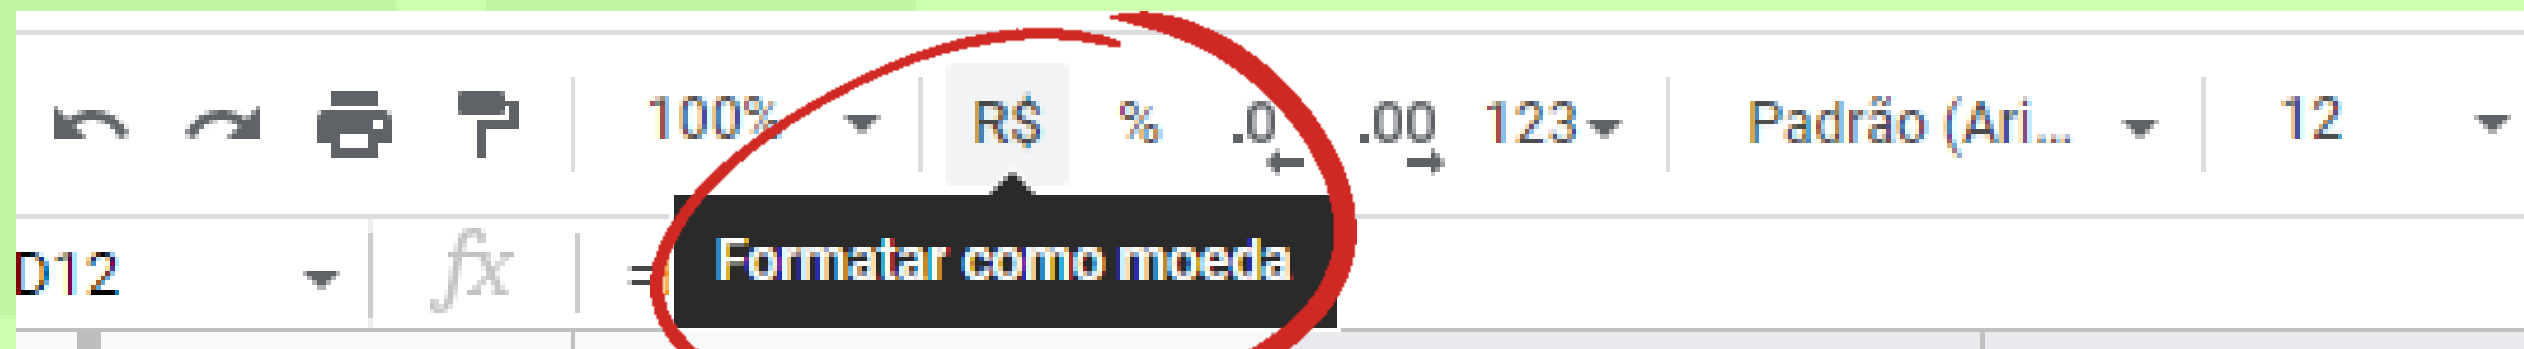 100% R$ % .0 .00 123 Padrão (Ari... 12
Formatar como moeda
D12 fx =